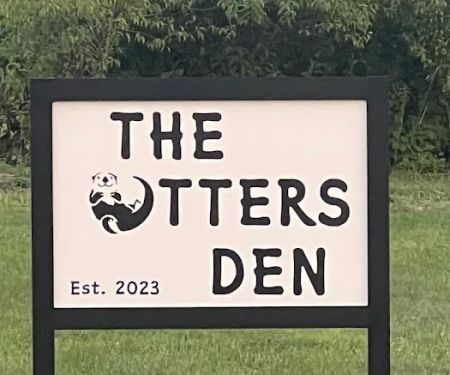 THE
OTTERS
DEN
Est. 2023